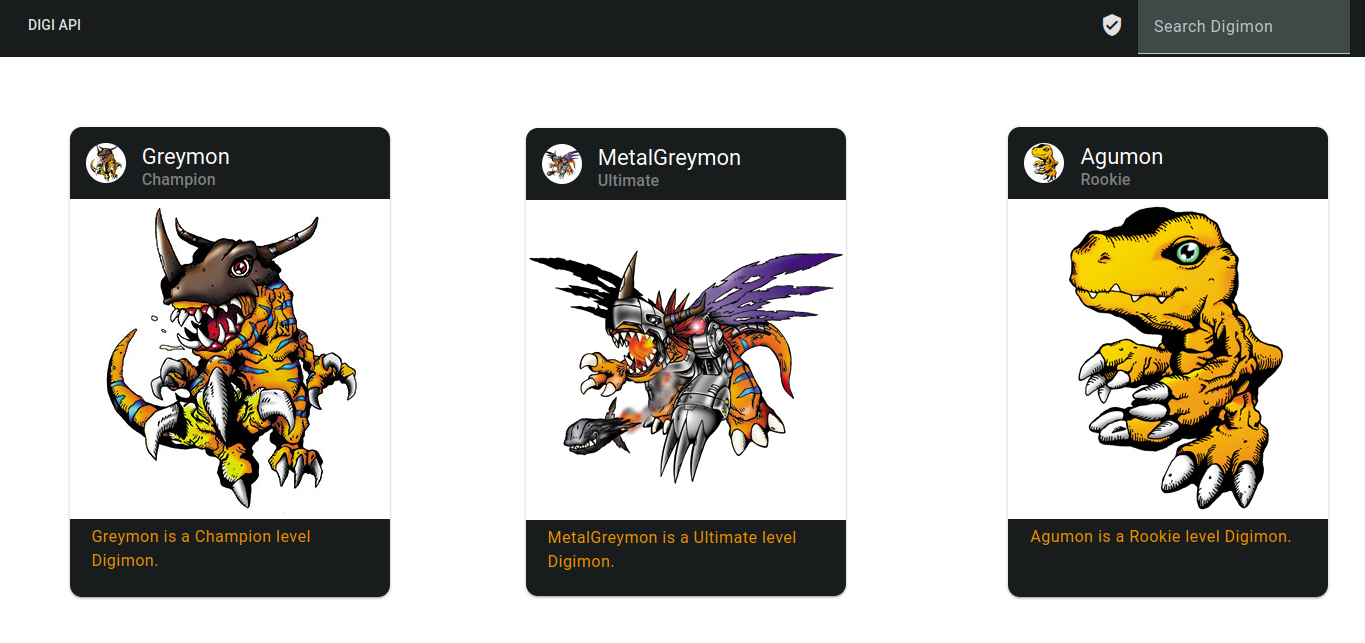 DIGI API
Search Digimon
Greymon
Champion
Greymon is a Champion level
Digimon.
MetalGreymon
Ultimate
MetalGreymon is a Ultimate level
Digimon.
Agumon
Rookie
Agumon is a Rookie level Digimon.